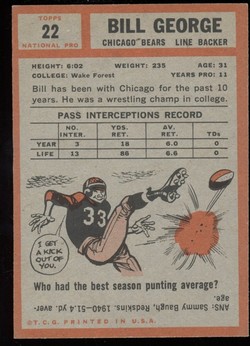 TOPPS
22
NATIONAL PRO
BILL GEORGE
CHICAGO BEARS LINE BACKER
HEIGHT: 6:02 WEIGHT: 235 AGE: 31
COLLEGE: Wake Forest YEARS PRO: 11
Bill has been with Chicago for the past 10
years. He was a wrestling champ in college.
PASS INTERCEPTIONS RECORD
NO. INTER. YDS. RET. AV. RET. TDs
YEAR 3 18 6.0 0
LIFE 13 86 6.6 0
33
I GET A
KICK OUT
OF YOU.
Who had the best season punting average?
ANS: Sammy Baugh, Redskins. 1940-51.4 yd. aver-
age.
©T.C.G. PRINTED IN U.S.A.